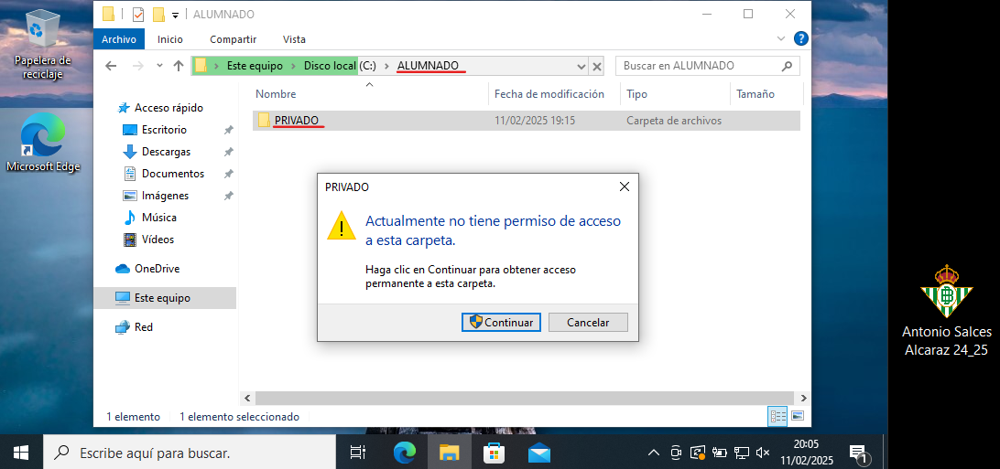 ALUMNADO
Archivo
Inicio
Compartir
Vista
Este equipo
Disco local (C:)
ALUMNADO
Buscar en ALUMNADO
Nombre
Fecha de modificación
Tipo
Tamaño
PRIVADO
11/02/2025 19:15
Carpeta de archivos
Papelera de
reciclaje
Microsoft Edge
Acceso rápido
Escritorio
Descargas
Documentos
Imágenes
Música
Vídeos
OneDrive
Este equipo
Red
PRIVADO
Actualmente no tiene permiso de acceso
a esta carpeta.
Haga clic en Continuar para obtener acceso
permanente a esta carpeta.
Continuar
Cancelar
Antonio Salces
Alcaraz 24_25
1 elemento
1 elemento seleccionado
Escribe aquí para buscar.
20:05
11/02/2025
1